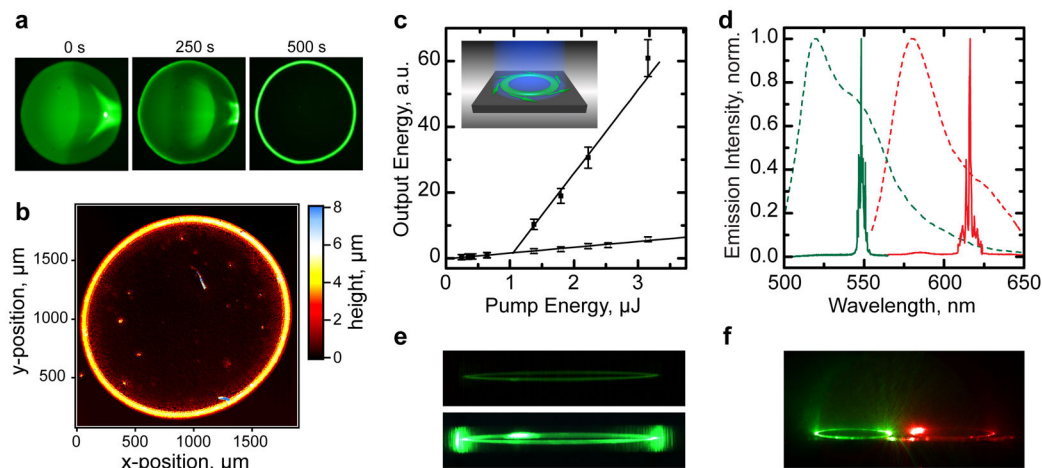 a
0 s 250 s 500 s
b
y-position, µm
1500
1000
500
0 500 1000 1500
x-position, µm
8
6
4
2
0
height, µm
c
Output Energy, a.u.
60
40
20
0
0 1 2 3
Pump Energy, µJ
d
Emission Intensity, norm.
1.0
0.8
0.6
0.4
0.2
0.0
500 550 600 650
Wavelength, nm
e
f